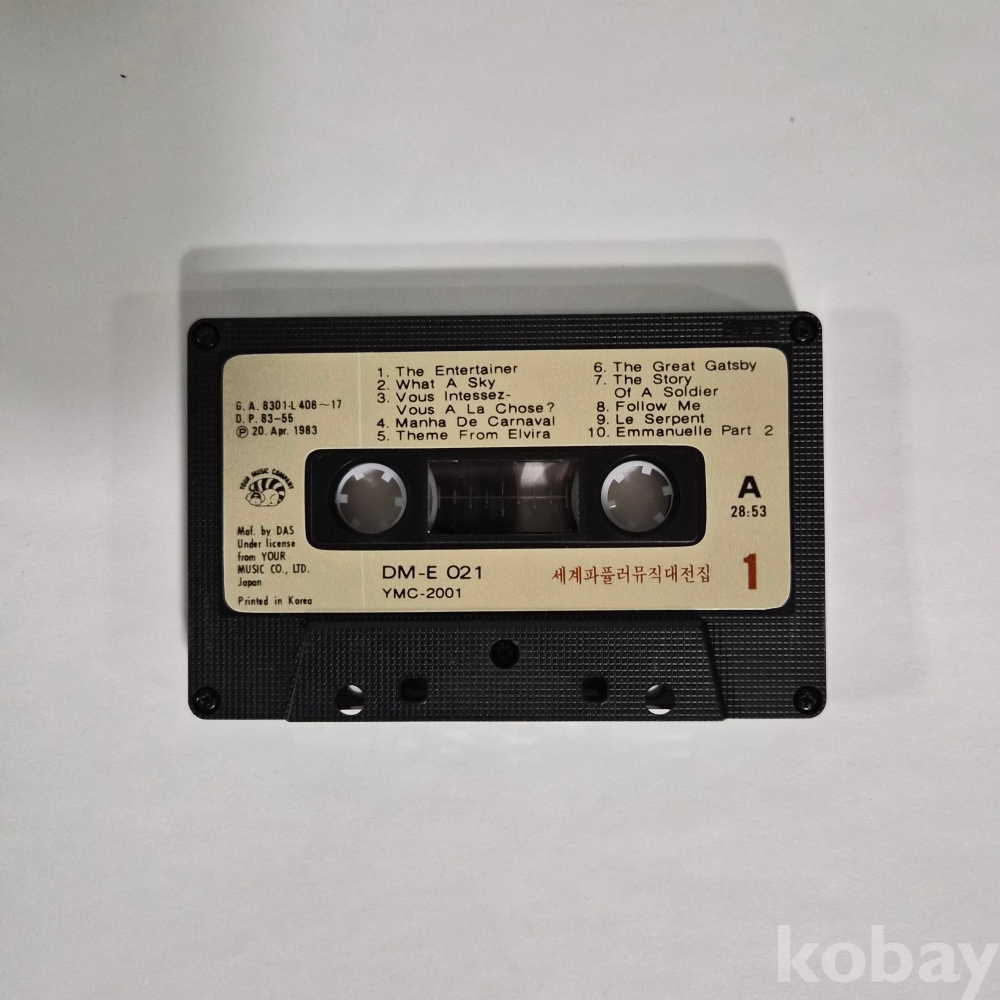 1. The Entertainer
2. What A Sky
3. Vous Intessez-
Vous A La Chose?
4. Manha De Carnaval
5. Theme From Elvira
6. The Great Gatsby
7. The Story
Of A Soldier
8. Follow Me
9. Le Serpent
10. Emmanuelle Part 2
G. A. 8301-L 408~17
D. P. 83-55
Ⓟ 20. Apr. 1983
YOUR MUSIC COMPANY
A
28:53
Maf. by DAS
Under license
from YOUR
MUSIC CO., LTD.
Japan
Printed in Korea
DM-E 021
YMC-2001
세계파퓰러뮤직대전집
1
kobay